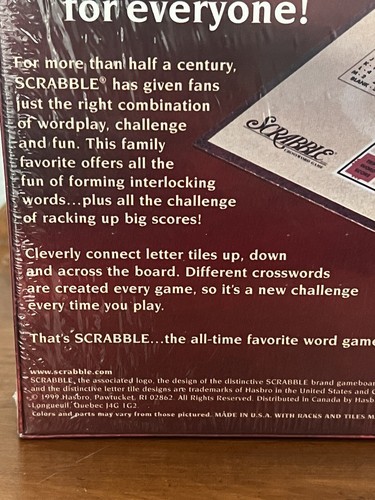 for everyone!
For more than half a century,
SCRABBLE® has given fans
just the right combination
of wordplay, challenge
and fun. This family
favorite offers all the
fun of forming interlocking
words...plus all the challenge
of racking up big scores!
SCRABBLE
Cleverly connect letter tiles up, down
and across the board. Different crosswords
are created every game, so it's a new challenge
every time you play.
That's SCRABBLE...the all-time favorite word game
www.scrabble.com
SCRABBLE, the associated logo, the design of the distinctive SCRABBLE brand gameboar
and the distinctive letter tile designs are trademarks of Hasbro in the United States and C
© 1999 Hasbro, Pawtucket, RI 02862. All Rights Reserved. Distributed in Canada by Hasb
Longueuil, Quebec J4G 1G2.
Colors and parts may vary from those pictured. MADE IN U.S.A. WITH RACKS AND TILES M